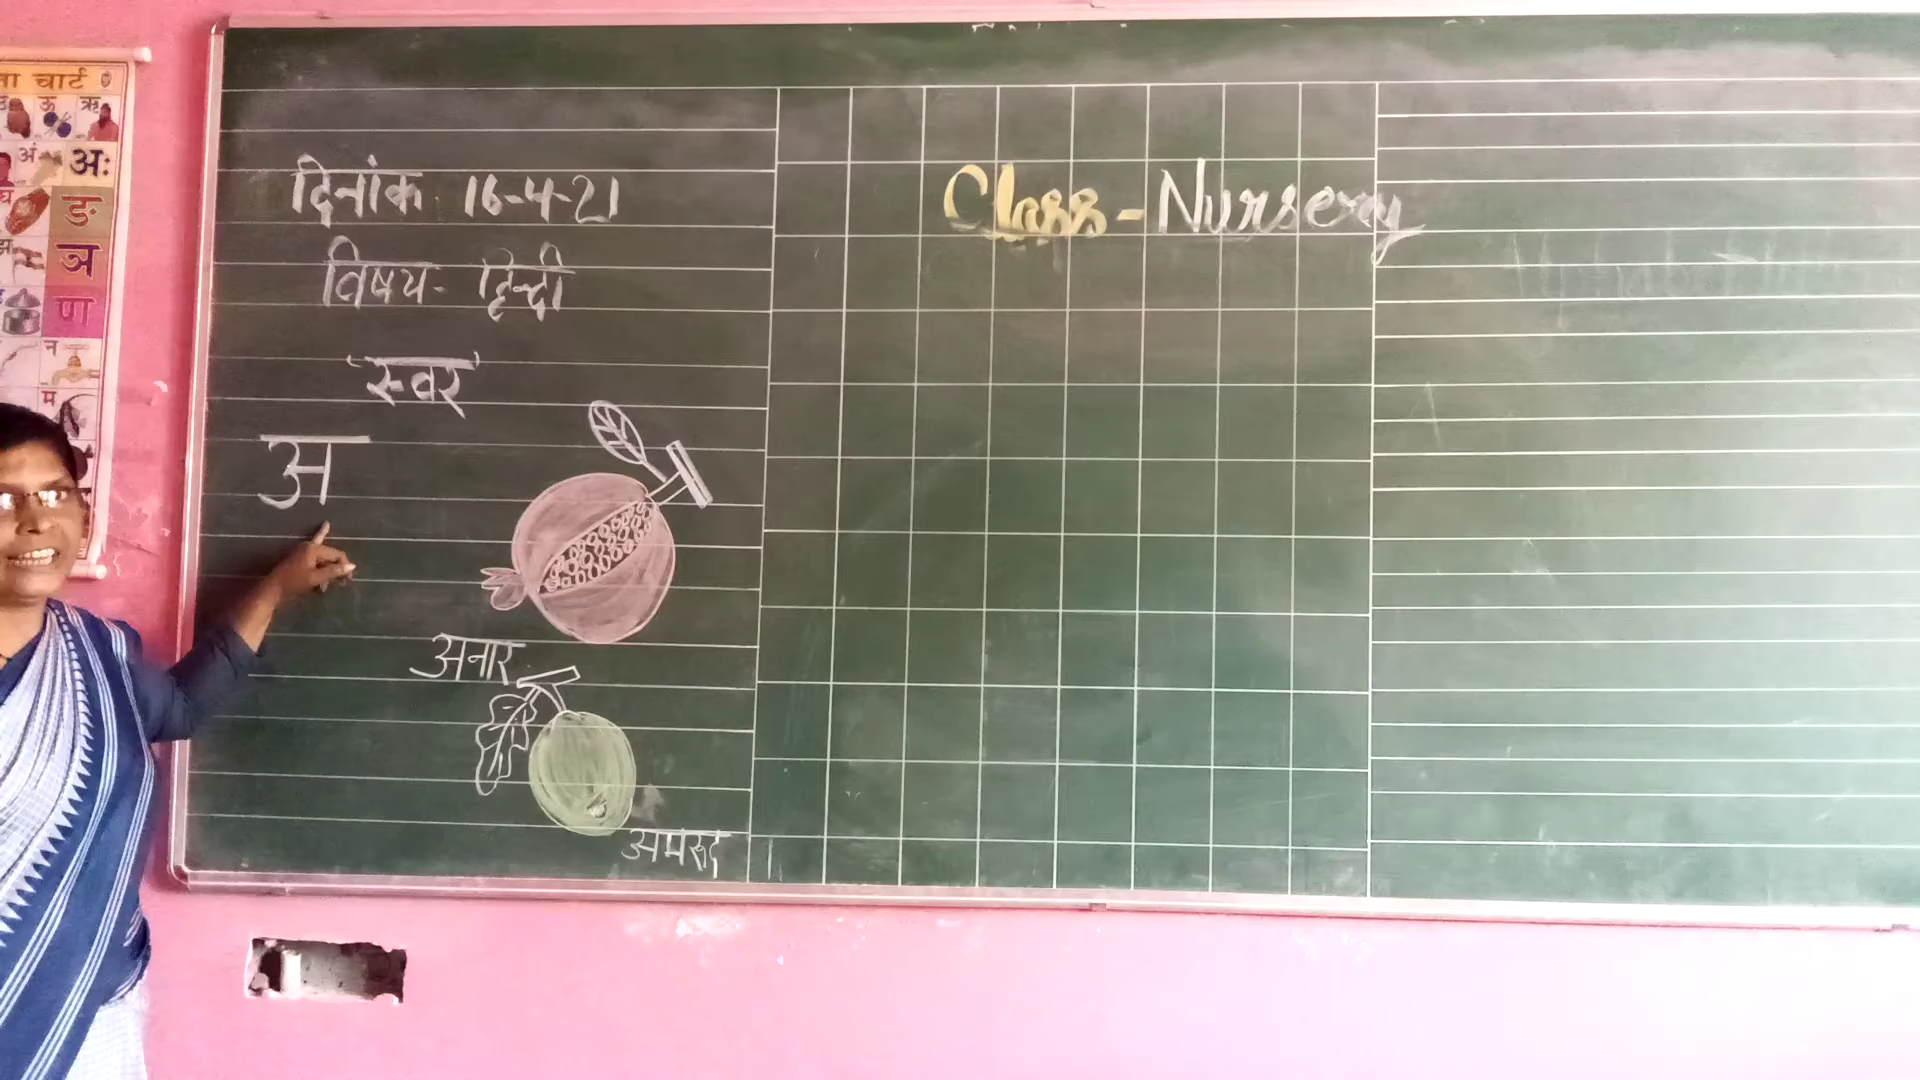 दिनांक 16-4-21
विषय- हिन्दी
"स्वर"
अ
अनार
अमरुद
Class-Nursery
चार्ट
ऊ ऋ
अं अः
घ ङ
झ ञ
ण
न
म